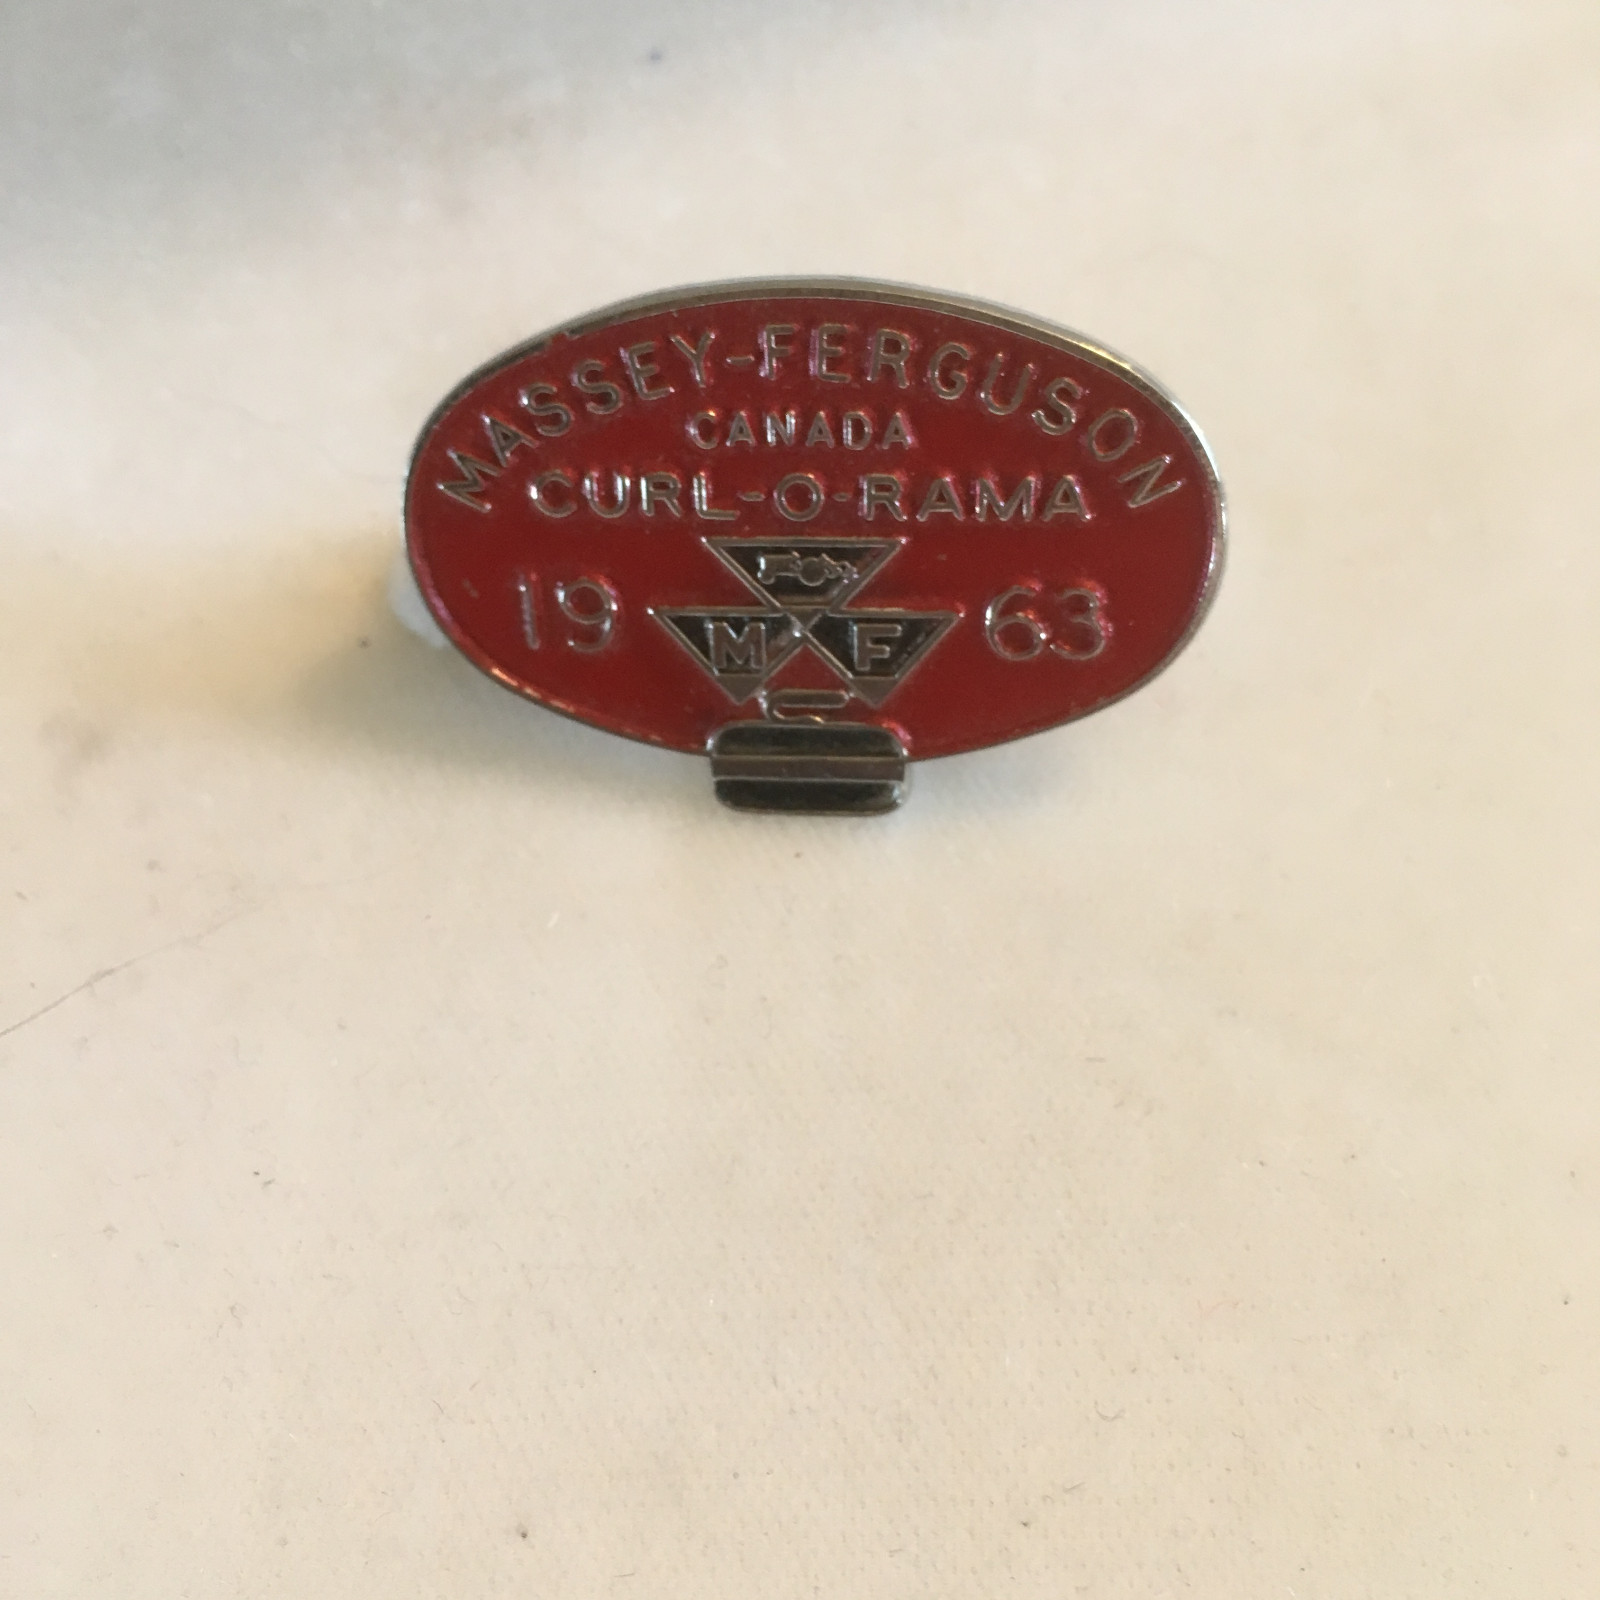 MASSEY-FERGUSON
CANADA
CURL-O-RAMA
19 63
M F